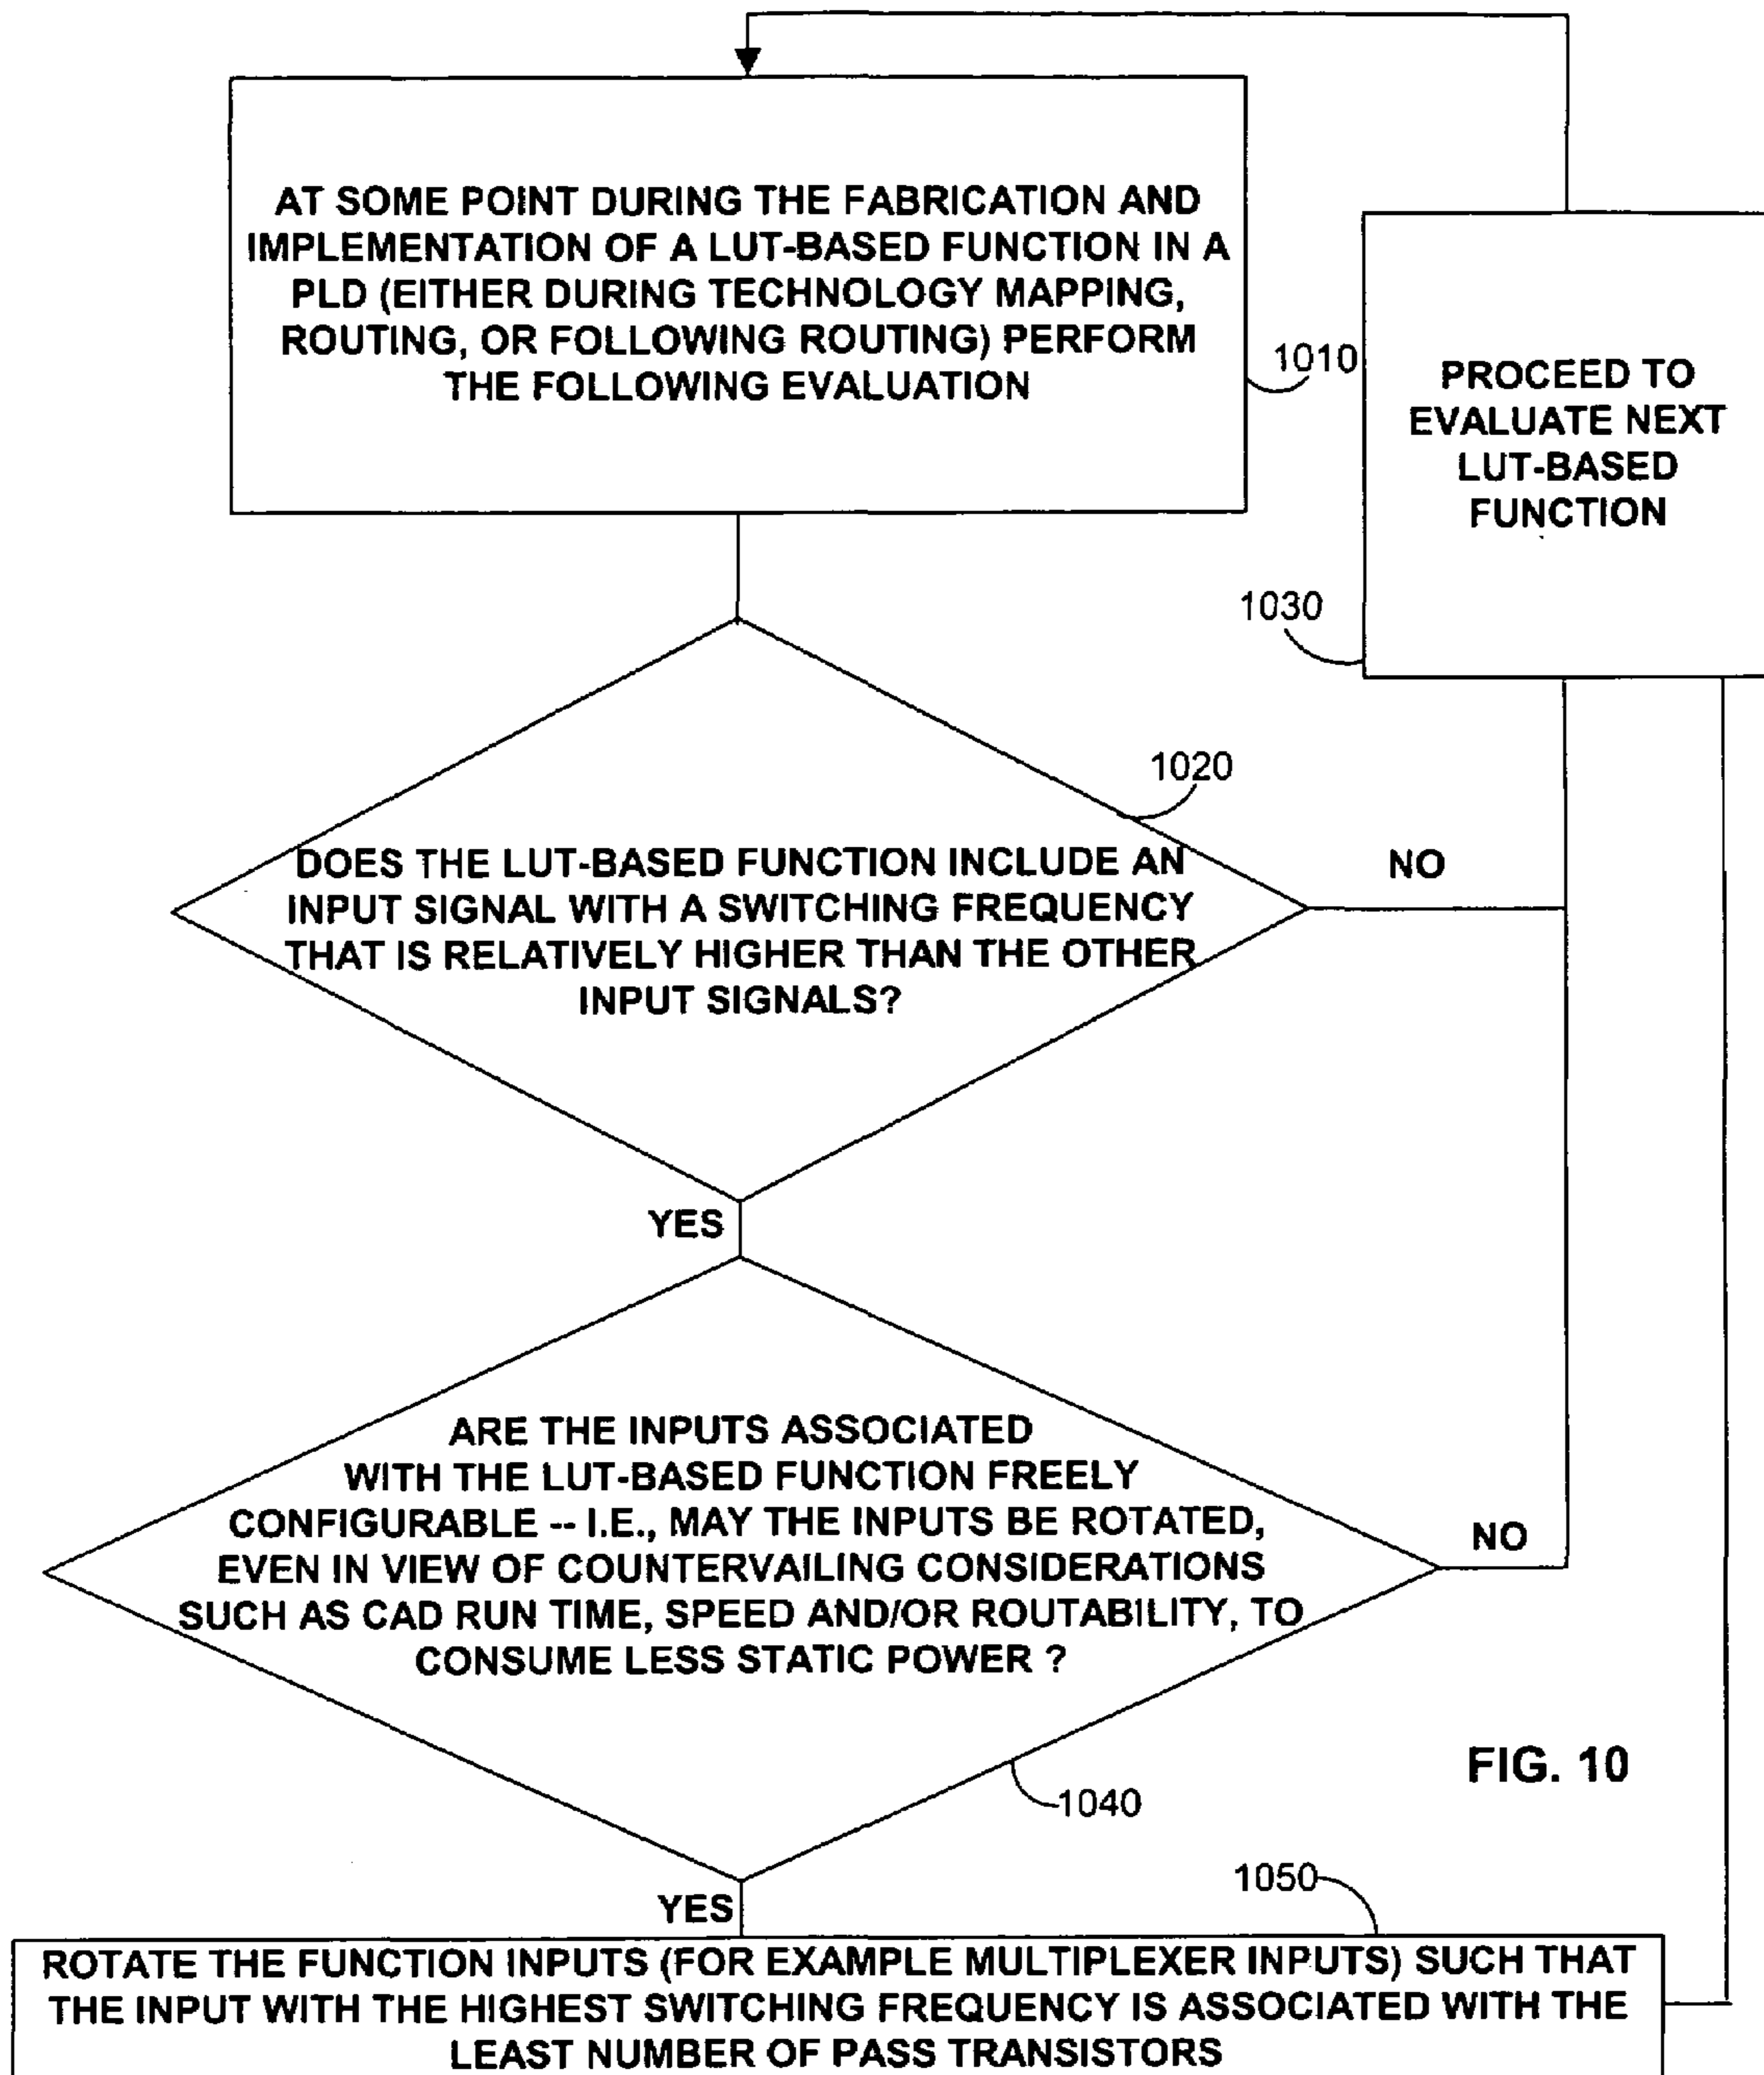 AT SOME POINT DURING THE FABRICATION AND
IMPLEMENTATION OF A LUT-BASED FUNCTION IN A
PLD (EITHER DURING TECHNOLOGY MAPPING,
ROUTING, OR FOLLOWING ROUTING) PERFORM
THE FOLLOWING EVALUATION
1010
PROCEED TO
EVALUATE NEXT
LUT-BASED
FUNCTION
1030
1020
DOES THE LUT-BASED FUNCTION INCLUDE AN
INPUT SIGNAL WITH A SWITCHING FREQUENCY
THAT IS RELATIVELY HIGHER THAN THE OTHER
INPUT SIGNALS?
NO
YES
ARE THE INPUTS ASSOCIATED
WITH THE LUT-BASED FUNCTION FREELY
CONFIGURABLE -- I.E., MAY THE INPUTS BE ROTATED,
EVEN IN VIEW OF COUNTERVAILING CONSIDERATIONS
SUCH AS CAD RUN TIME, SPEED AND/OR ROUTABILITY, TO
CONSUME LESS STATIC POWER ?
NO
1040
FIG. 10
YES
1050
ROTATE THE FUNCTION INPUTS (FOR EXAMPLE MULTIPLEXER INPUTS) SUCH THAT
THE INPUT WITH THE HIGHEST SWITCHING FREQUENCY IS ASSOCIATED WITH THE
LEAST NUMBER OF PASS TRANSISTORS